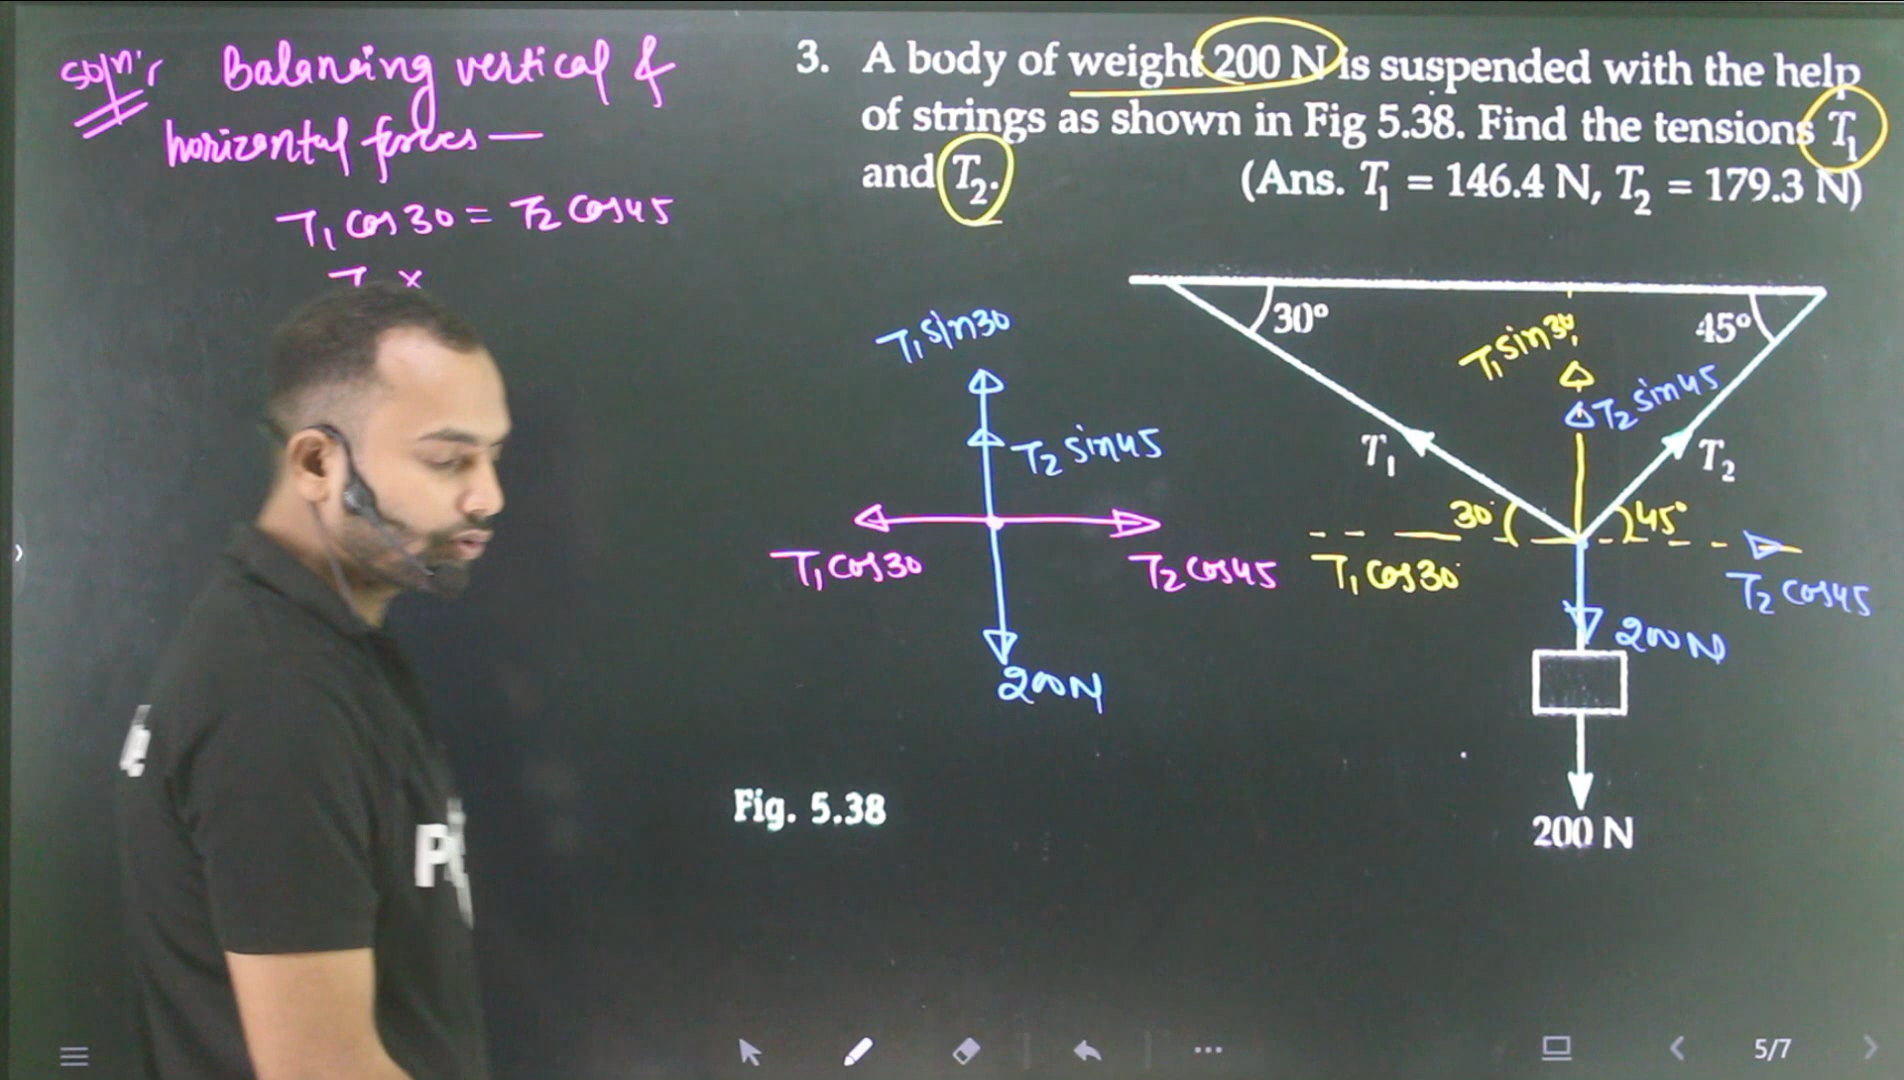 Soln:
Balancing vertical &
horizontal forces —
T1 cos 30 = T2 cos 45
T ×
3. A body of weight 200 N is suspended with the help
of strings as shown in Fig 5.38. Find the tensions T1
and T2.
(Ans. T1 = 146.4 N, T2 = 179.3 N)
T1 sin30
T2 sin45
T1 cos30
T2 cos45
200N
30°
45°
T1 sin30
T2 sin45
T1
T2
30°
45°
T1 cos30
T2 cos45
200N
200 N
Fig. 5.38
5/7